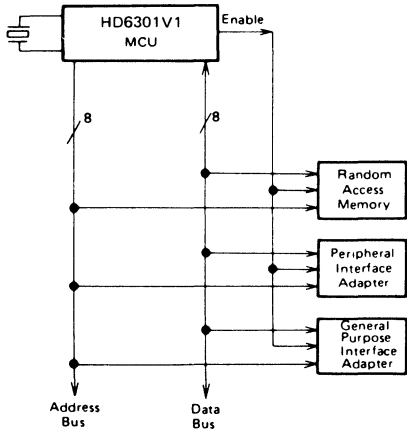 HD6301V1
MCU
Enable
8
8
Random
Access
Memory
Peripheral
Interface
Adapter
General
Purpose
Interface
Adapter
Address
Bus
Data
Bus